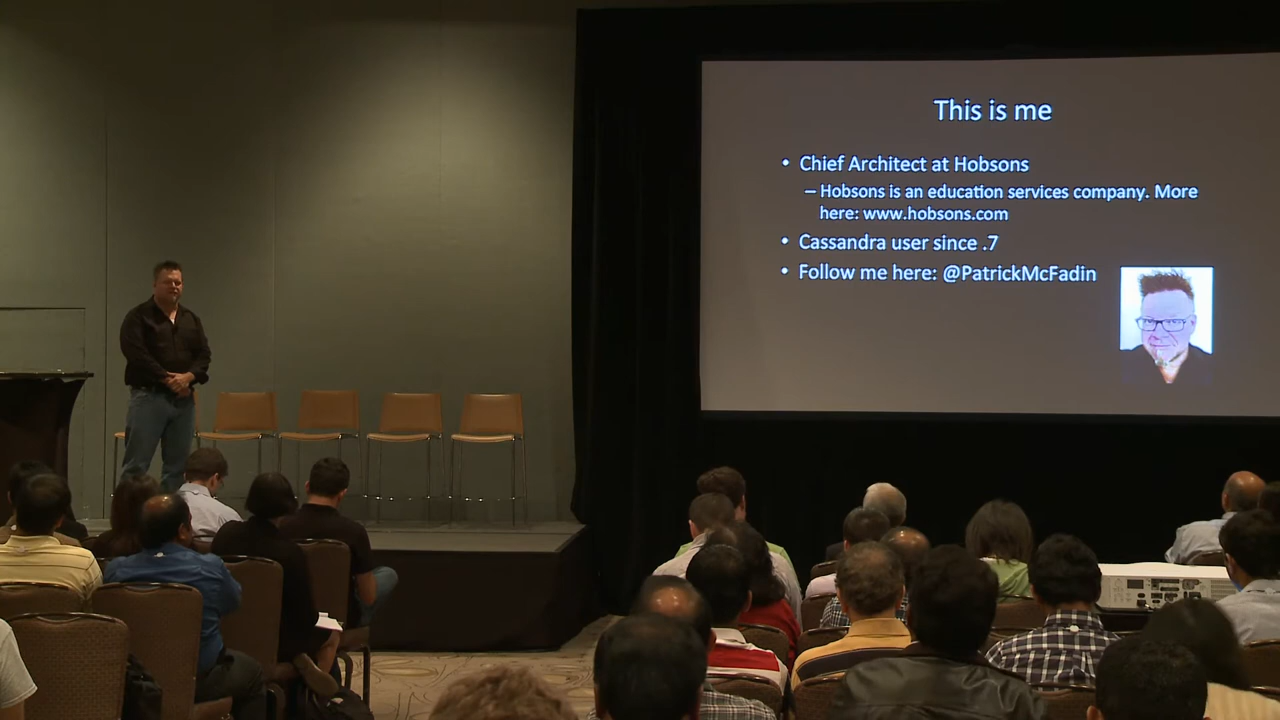 This is me
• Chief Architect at Hobsons
– Hobsons is an education services company. More
here: www.hobsons.com
• Cassandra user since .7
• Follow me here: @PatrickMcFadin